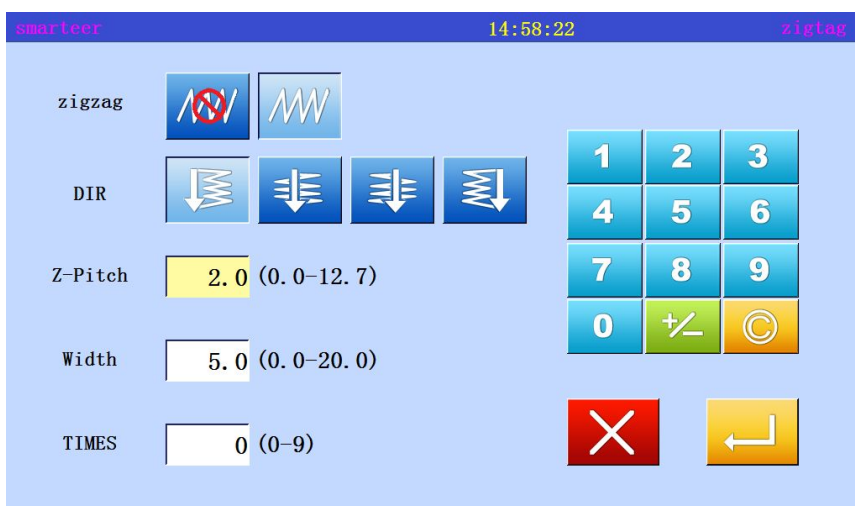 smarteer 14:58:22 zigtag
zigzag
DIR
Z-Pitch 2.0 (0.0-12.7)
Width 5.0 (0.0-20.0)
TIMES 0 (0-9)
1 2 3
4 5 6
7 8 9
0 +/- ©